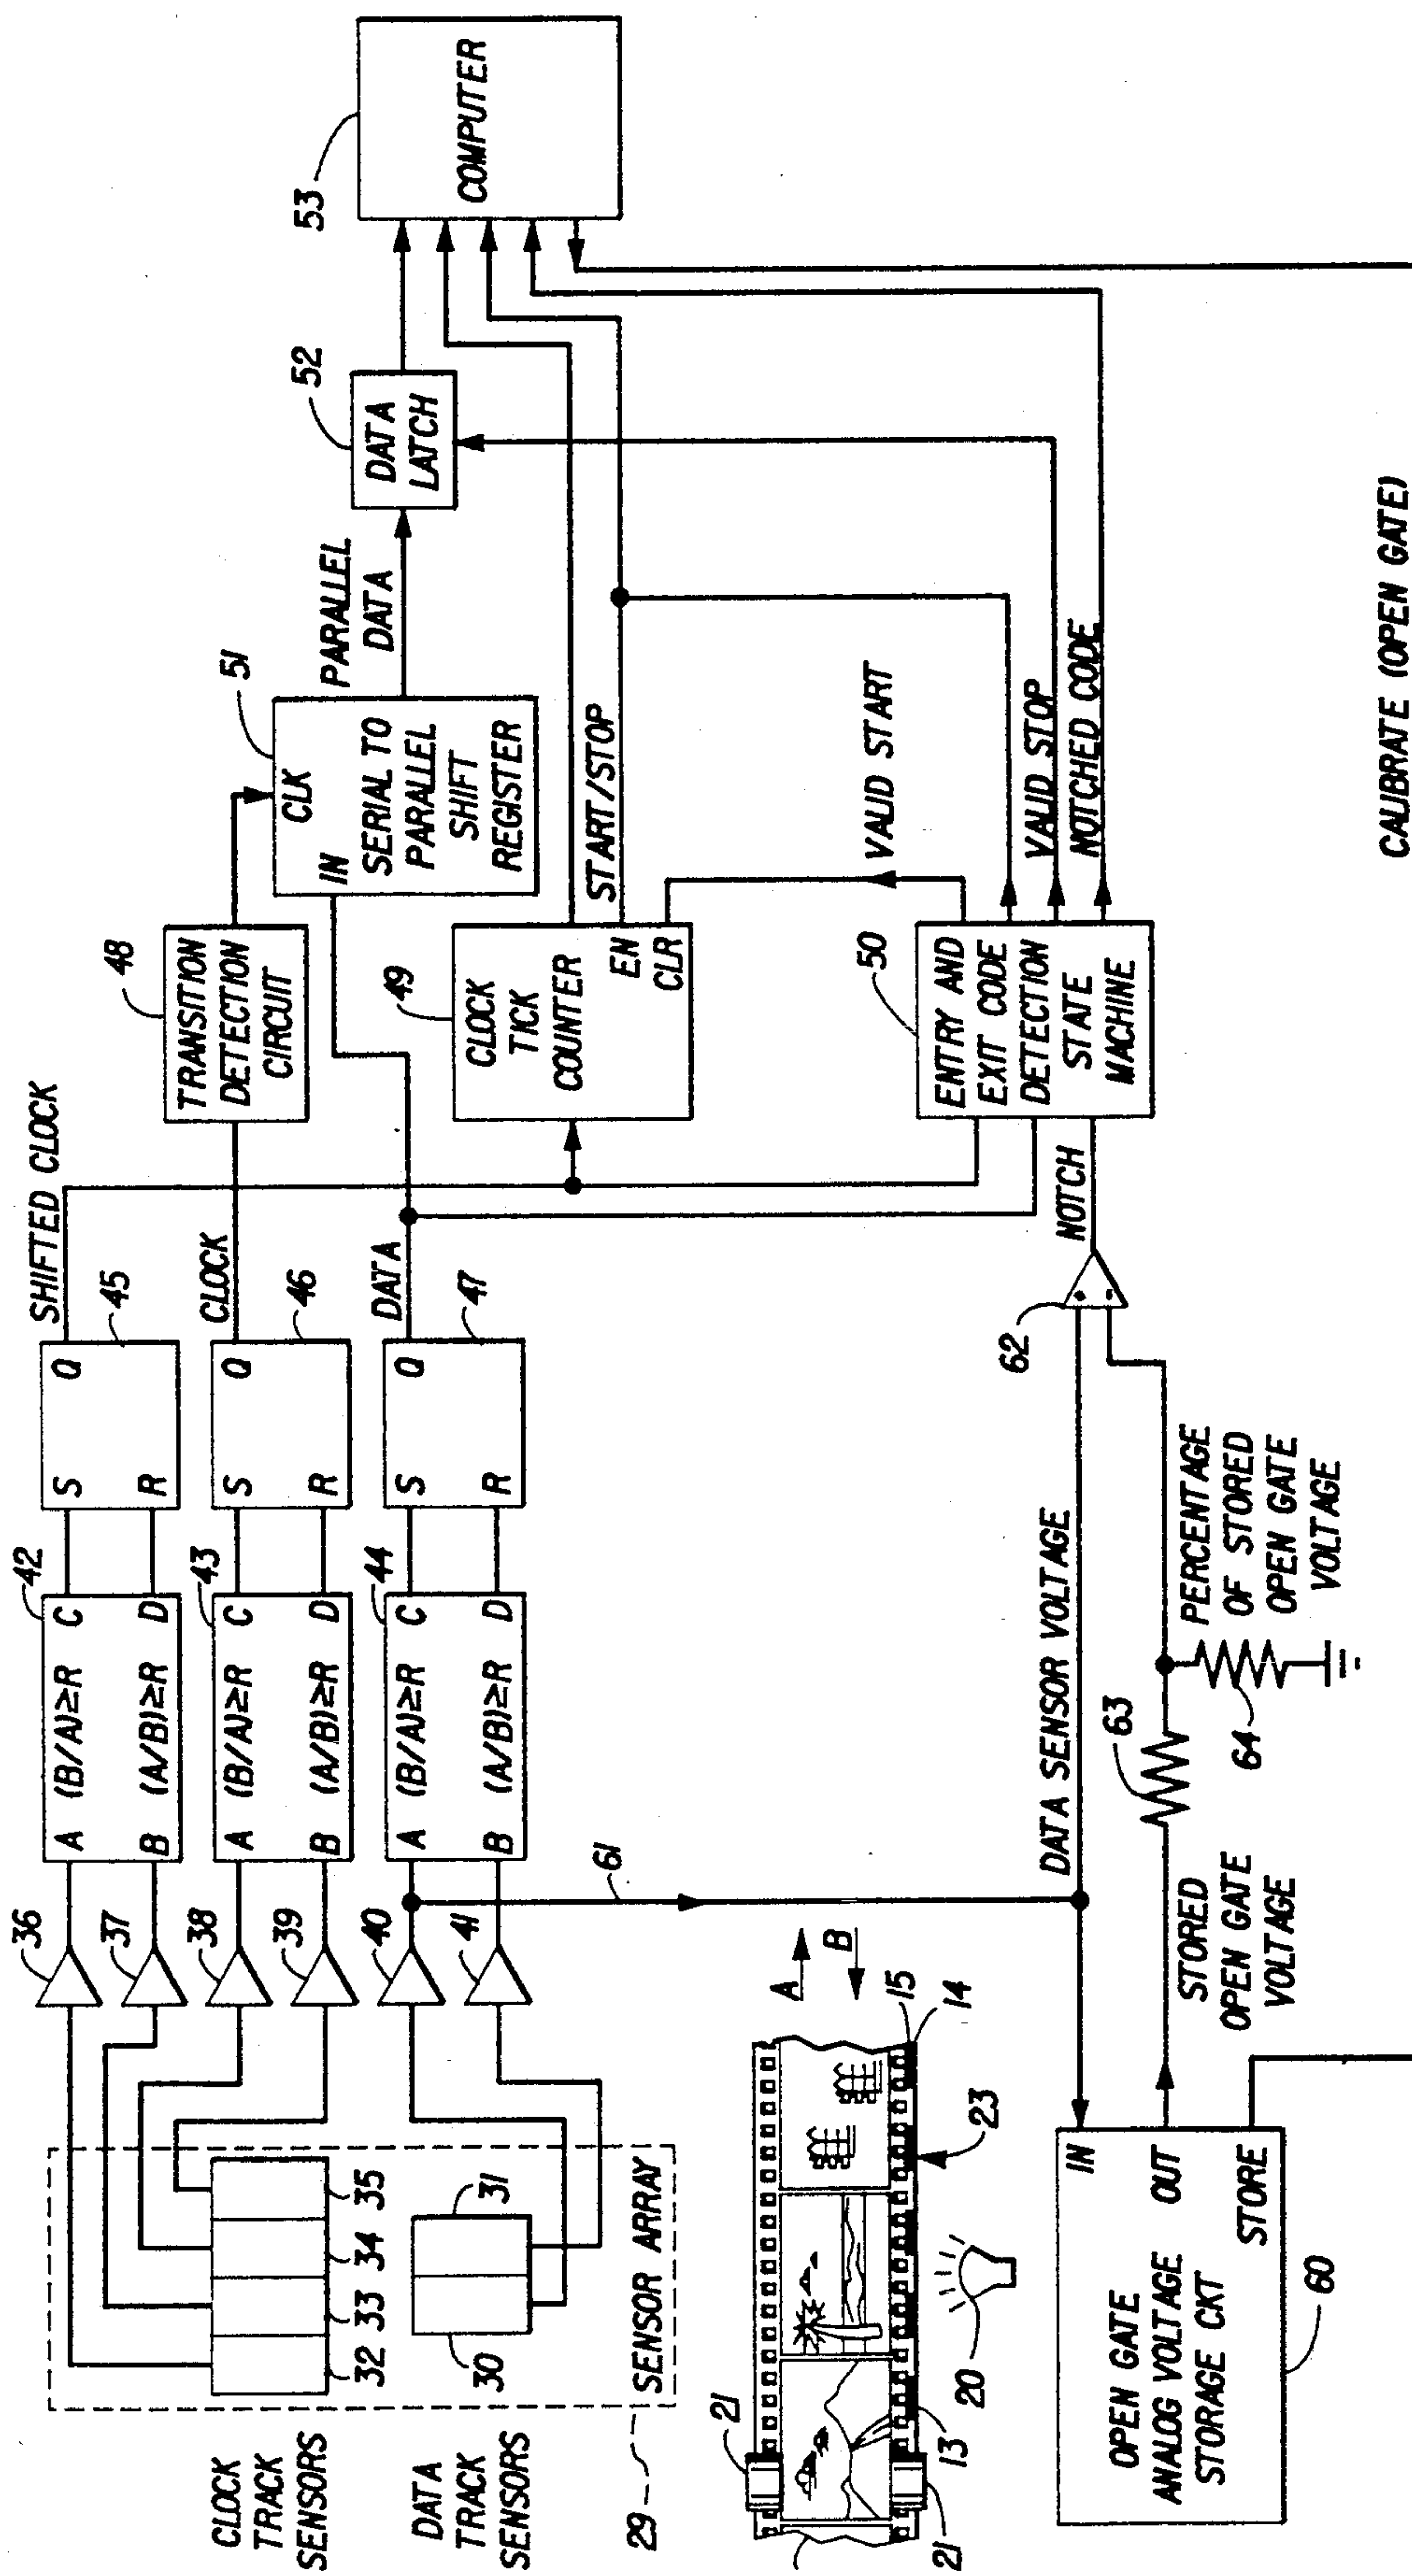 CLOCK
TRACK
SENSORS
DATA
TRACK
SENSORS
29
SENSOR ARRAY
32
33
34
35
30
31
36
37
38
39
40
41
42
A (B/A)≥R C
B (A/B)≥R D
43
A (B/A)≥R C
B (A/B)≥R D
44
A (B/A)≥R C
B (A/B)≥R D
S Q
R
45
S Q
R
46
S Q
R
47
SHIFTED CLOCK
CLOCK
DATA
48
TRANSITION
DETECTION
CIRCUIT
49
CLOCK
TICK
COUNTER
EN
CLR
51
CLK
IN
SERIAL TO
PARALLEL
SHIFT
REGISTER
PARALLEL
DATA
52
DATA
LATCH
53
COMPUTER
START/STOP
VALID START
50
ENTRY AND
EXIT CODE
DETECTION
STATE
MACHINE
VALID STOP
NOTCHED CODE
NOTCH
62
61
DATA SENSOR VOLTAGE
21
21
13
20
23
14
15
A
B
IN
OUT
STORE
OPEN GATE
ANALOG VOLTAGE
STORAGE CKT
60
STORED
OPEN GATE
VOLTAGE
63
64
PERCENTAGE
OF STORED
OPEN GATE
VOLTAGE
CALIBRATE (OPEN GATE)